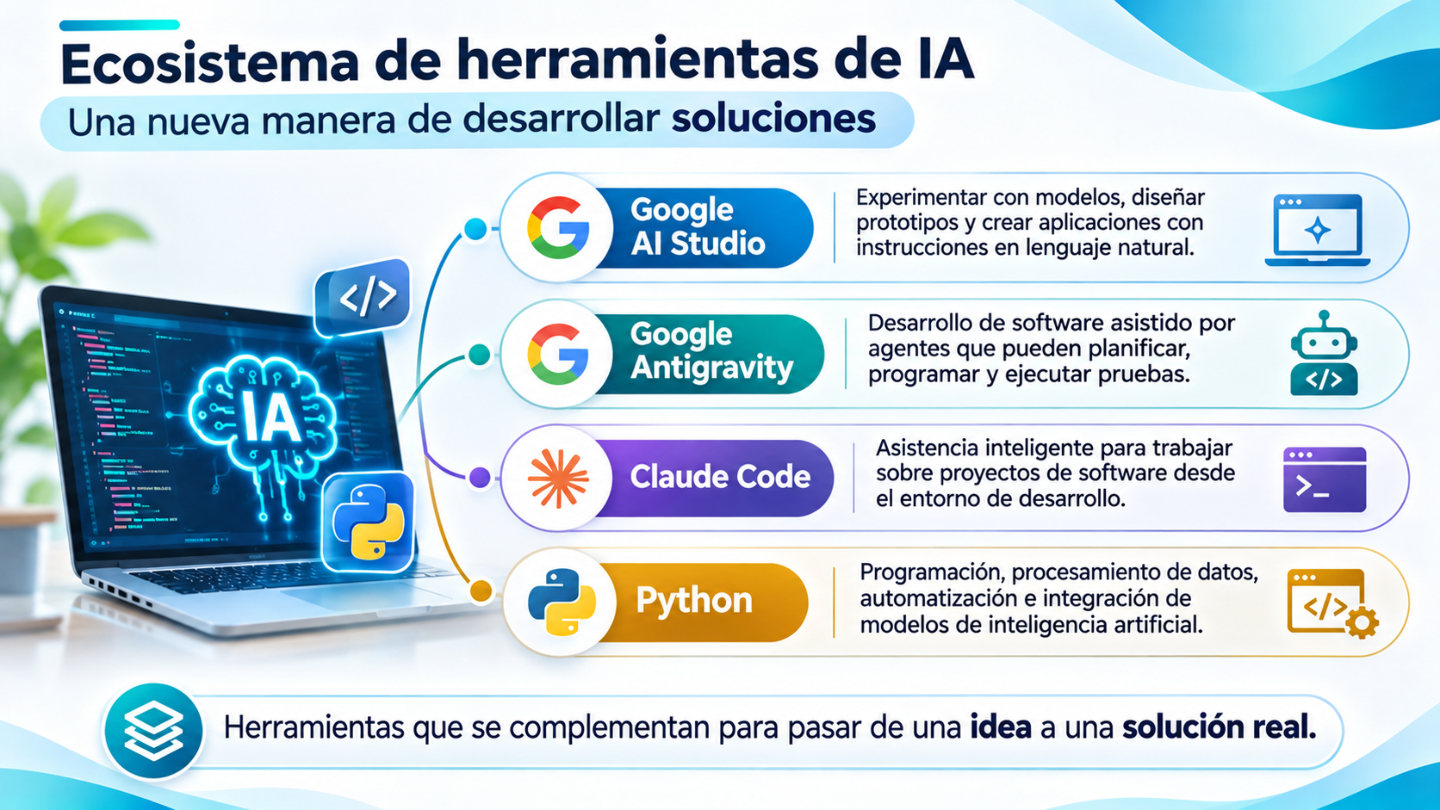 Ecosistema de herramientas de IA
Una nueva manera de desarrollar soluciones
</>
IA
Google
AI Studio
Experimentar con modelos, diseñar
prototipos y crear aplicaciones con
instrucciones en lenguaje natural.
Google
Antigravity
Desarrollo de software asistido por
agentes que pueden planificar,
programar y ejecutar pruebas.
</>
Claude Code
Asistencia inteligente para trabajar
sobre proyectos de software desde
el entorno de desarrollo.
>_
Python
Programación, procesamiento de datos,
automatización e integración de
modelos de inteligencia artificial.
</>
Herramientas que se complementan para pasar de una idea a una solución real.